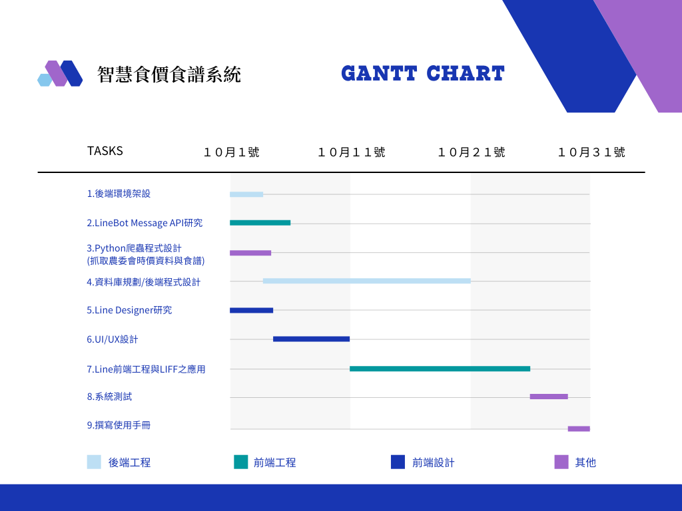 智慧食價食譜系統
GANTT CHART
TASKS
１０月１號
１０月１１號
１０月２１號
１０月３１號
1.後端環境架設
2.LineBot Message API研究
3.Python爬蟲程式設計
(抓取農委會時價資料與食譜)
4.資料庫規劃/後端程式設計
5.Line Designer研究
6.UI/UX設計
7.Line前端工程與LIFF之應用
8.系統測試
9.撰寫使用手冊
後端工程
前端工程
前端設計
其他